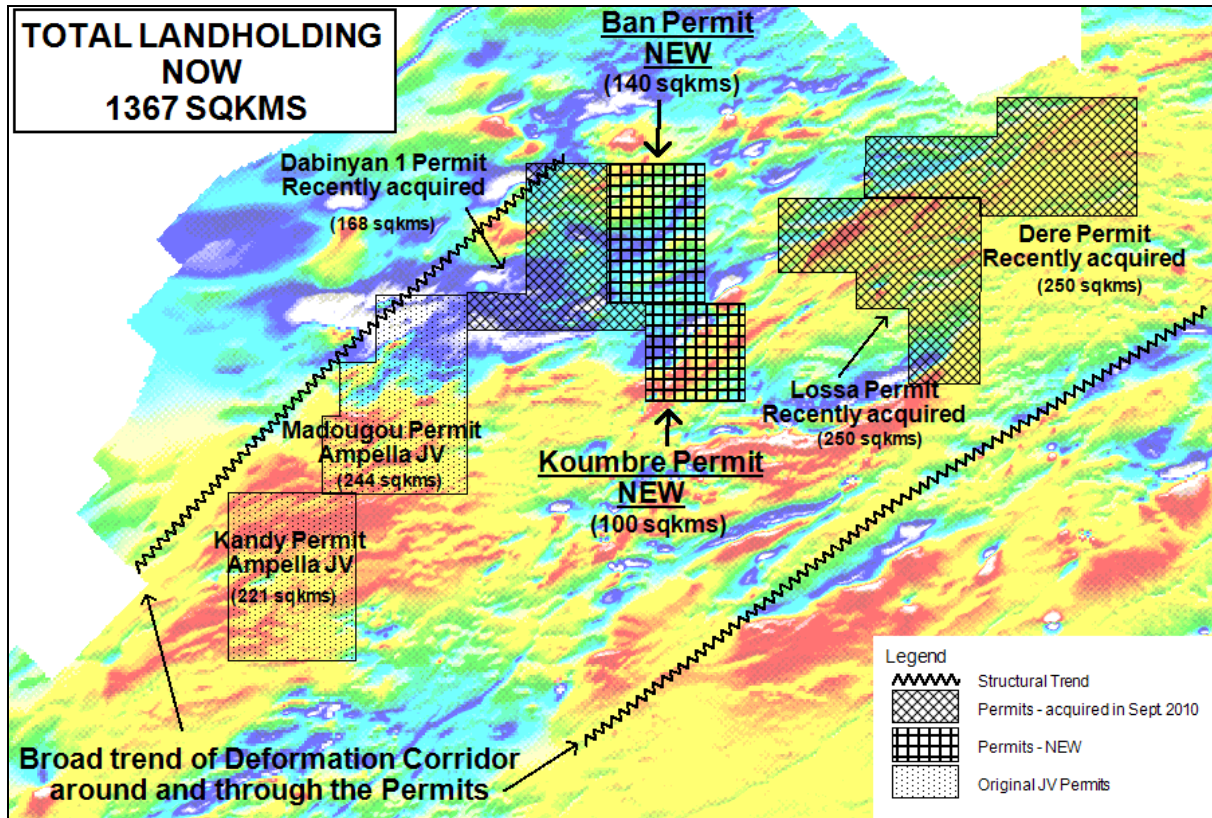 TOTAL LANDHOLDING
NOW
1367 SQKMS
Ban Permit
NEW
(140 sqkms)
Dabinyan 1 Permit
Recently acquired
(168 sqkms)
Dere Permit
Recently acquired
(250 sqkms)
Lossa Permit
Recently acquired
(250 sqkms)
Madougou Permit
Ampella JV
(244 sqkms)
Koumbre Permit
NEW
(100 sqkms)
Kandy Permit
Ampella JV
(221 sqkms)
Broad trend of Deformation Corridor
around and through the Permits
Legend
Structural Trend
Permits - acquired in Sept. 2010
Permits - NEW
Original JV Permits